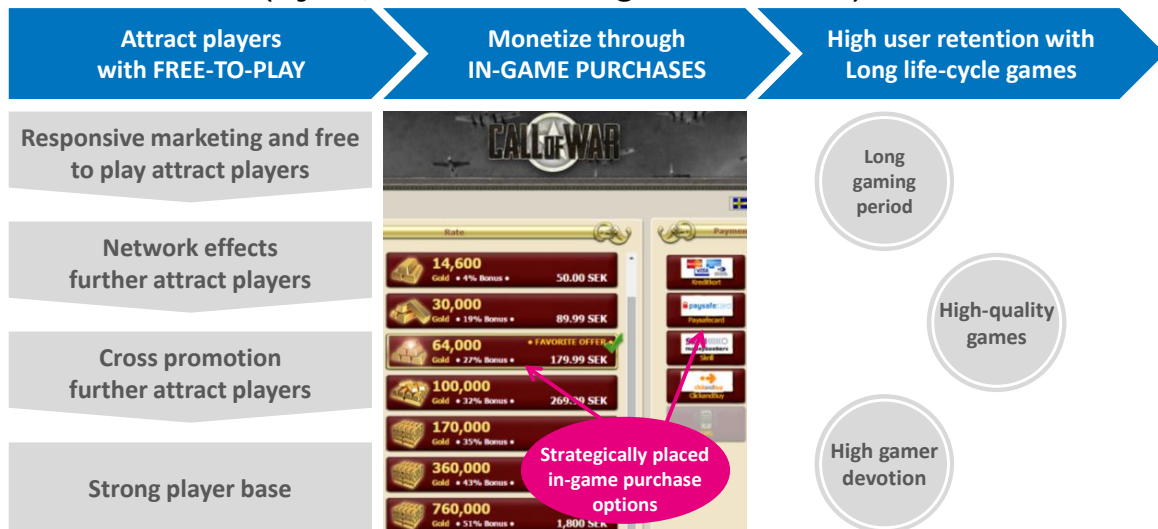 Attract players
with FREE-TO-PLAY
Monetize through
IN-GAME PURCHASES
High user retention with
Long life-cycle games
Responsive marketing and free
to play attract players
Network effects
further attract players
Cross promotion
further attract players
Strong player base
CALL OF WAR
Rate
14,600
Gold • 4% Bonus •
50.00 SEK
30,000
Gold • 19% Bonus •
89.99 SEK
• FAVORITE OFFER •
64,000
Gold • 27% Bonus •
179.99 SEK
100,000
Gold • 32% Bonus •
269.99 SEK
170,000
Gold • 35% Bonus •
360,000
Gold • 43% Bonus •
760,000
Gold • 51% Bonus •
1,800 SEK
VISA
Kreditkort
paysafecard
Paysafecard
Skrill
clickandbuy
ClickandBuy
Strategically placed
in-game purchase
options
Long
gaming
period
High-quality
games
High gamer
devotion